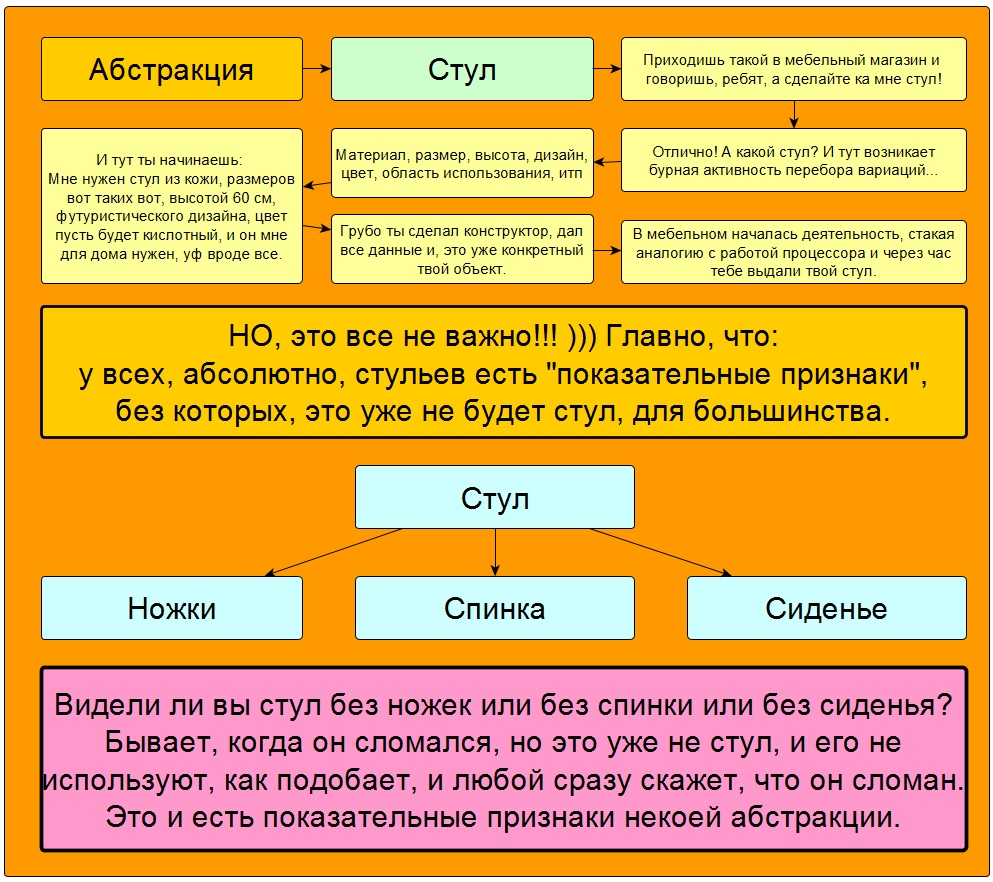 Абстракция
Стул
Приходишь такой в мебельный магазин и
говоришь, ребят, а сделайте ка мне стул!
Отлично! А какой стул? И тут возникает
бурная активность перебора вариаций...
Материал, размер, высота, дизайн,
цвет, область использования, итп
И тут ты начинаешь:
Мне нужен стул из кожи, размеров
вот таких вот, высотой 60 см,
футуристического дизайна, цвет
пусть будет кислотный, и он мне
для дома нужен, уф вроде все.
Грубо ты сделал конструктор, дал
все данные и, это уже конкретный
твой объект.
В мебельном началась деятельность, стакая
аналогию с работой процессора и через час
тебе выдали твой стул.
НО, это все не важно!!! ))) Главно, что:
у всех, абсолютно, стульев есть "показательные признаки",
без которых, это уже не будет стул, для большинства.
Стул
Ножки
Спинка
Сиденье
Видели ли вы стул без ножек или без спинки или без сиденья?
Бывает, когда он сломался, но это уже не стул, и его не
используют, как подобает, и любой сразу скажет, что он сломан.
Это и есть показательные признаки некоей абстракции.